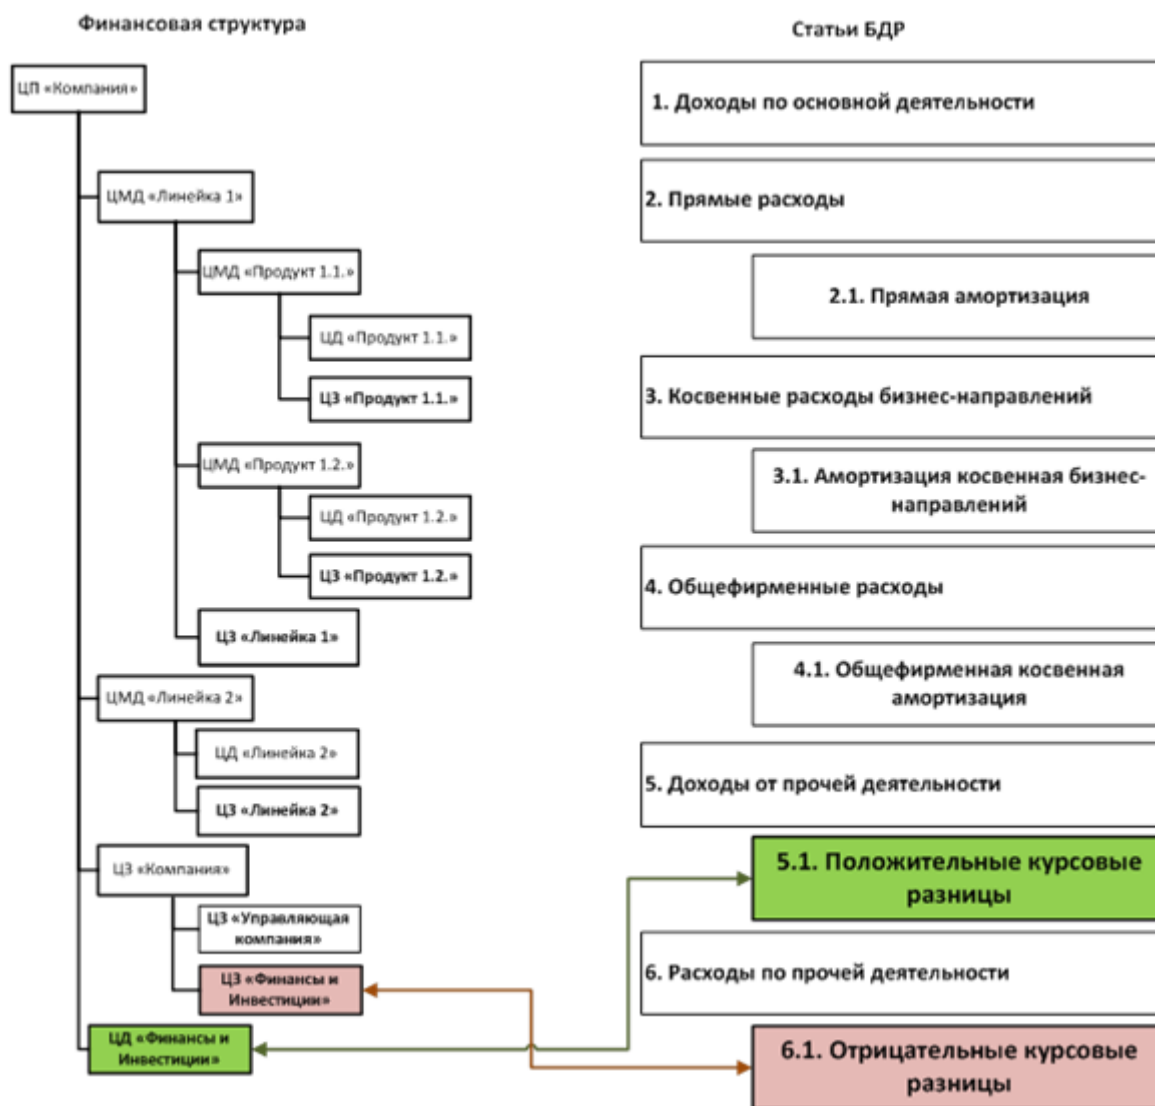 Финансовая структура
ЦП «Компания»
ЦМД «Линейка 1»
ЦМД «Продукт 1.1.»
ЦД «Продукт 1.1.»
ЦЗ «Продукт 1.1.»
ЦМД «Продукт 1.2.»
ЦД «Продукт 1.2.»
ЦЗ «Продукт 1.2.»
ЦЗ «Линейка 1»
ЦМД «Линейка 2»
ЦД «Линейка 2»
ЦЗ «Линейка 2»
ЦЗ «Компания»
ЦЗ «Управляющая
компания»
ЦЗ «Финансы и
Инвестиции»
ЦД «Финансы и
Инвестиции»
Статьи БДР
1. Доходы по основной деятельности
2. Прямые расходы
2.1. Прямая амортизация
3. Косвенные расходы бизнес-направлений
3.1. Амортизация косвенная бизнес-
направлений
4. Общефирменные расходы
4.1. Общефирменная косвенная
амортизация
5. Доходы от прочей деятельности
5.1. Положительные курсовые
разницы
6. Расходы по прочей деятельности
6.1. Отрицательные курсовые
разницы